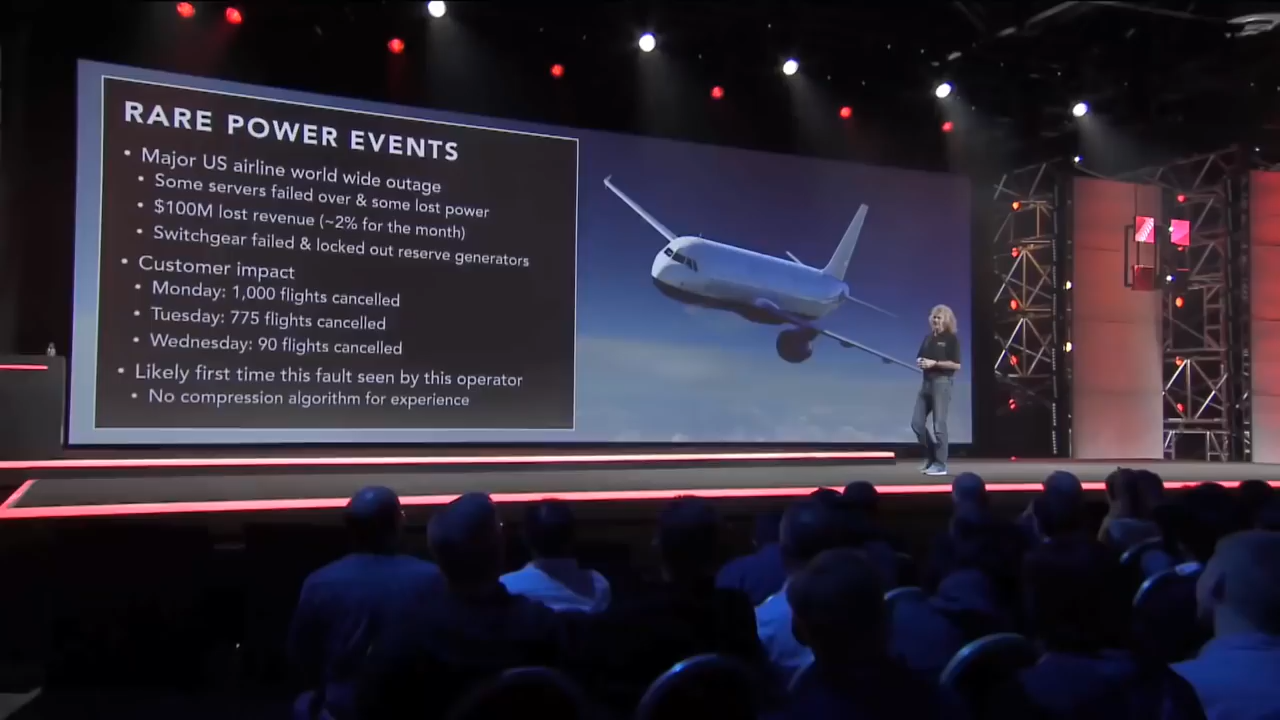 RARE POWER EVENTS
• Major US airline world wide outage
• Some servers failed over & some lost power
• $100M lost revenue (~2% for the month)
• Switchgear failed & locked out reserve generators
• Customer impact
• Monday: 1,000 flights cancelled
• Tuesday: 775 flights cancelled
• Wednesday: 90 flights cancelled
• Likely first time this fault seen by this operator
• No compression algorithm for experience